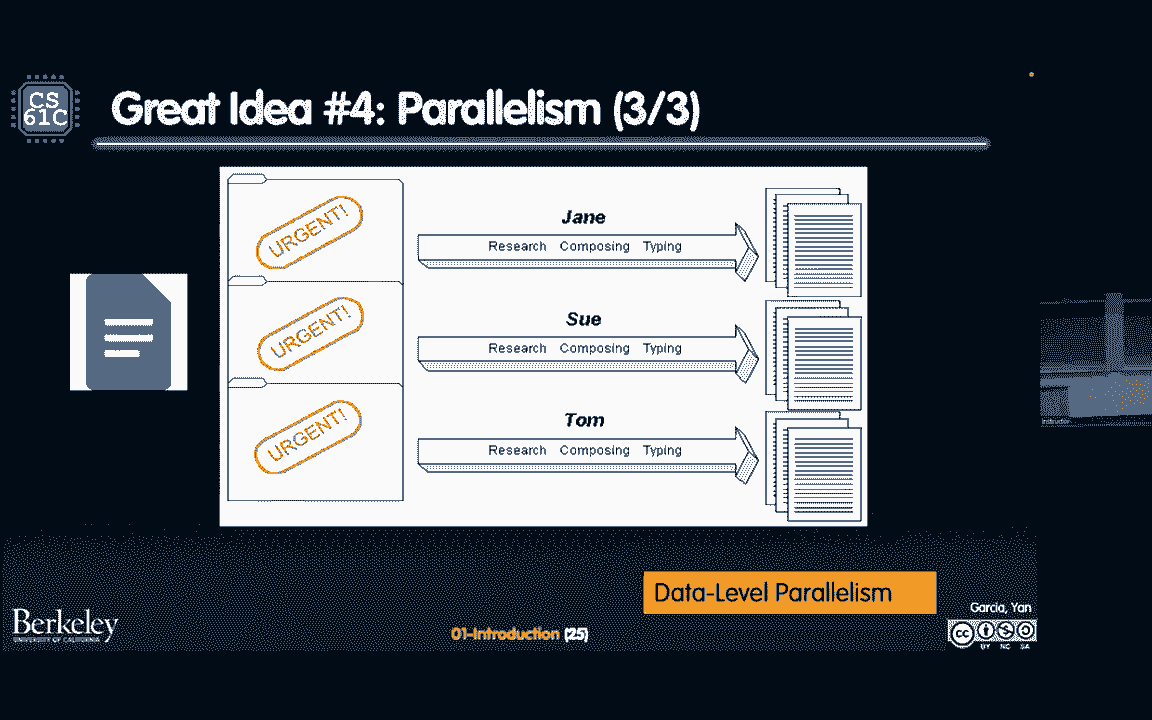 CS
61C
Great Idea #4: Parallelism (3/3)
URGENT!
Jane
Research Composing Typing
URGENT!
Sue
Research Composing Typing
URGENT!
Tom
Research Composing Typing
Data-Level Parallelism
Garcia, Yan
Berkeley
UNIVERSITY OF CALIFORNIA
01-Introduction (25)
cc
BY NC SA
Instructor